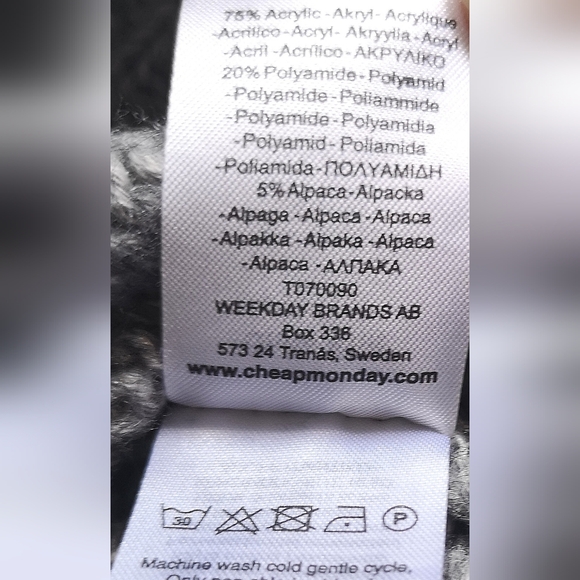 75% Acrylic - Akryl - Acrylique
-Acrílico - Acryl - Akryylia - Acryl
-Acril - Acrílico - ΑΚΡΥΛΙΚΟ
20% Polyamide - Polyamid
-Polyamide - Poliammide
-Polyamide - Polyamidia
-Polyamid - Poliamida
-Poliamida - ΠΟΛΥΑΜΙΔΗ
5% Alpaca - Alpacka
-Alpaga - Alpaca - Alpaca
-Alpakka - Alpaka - Alpaca
-Alpaca - ΑΛΠΑΚΑ
T070090
WEEKDAY BRANDS AB
Box 336
573 24 Tranås, Sweden
www.cheapmonday.com
30
P
Machine wash cold gentle cycle,